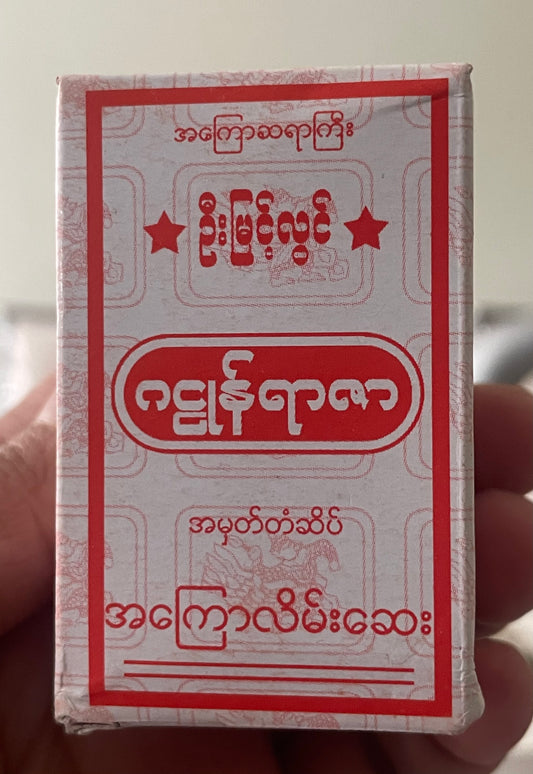 အကြောဆရာကြီး
ဦးမြင့်လွင်
ဂဠုန်ရာဇာ
အမှတ်တံဆိပ်
အကြောလိမ်းဆေး